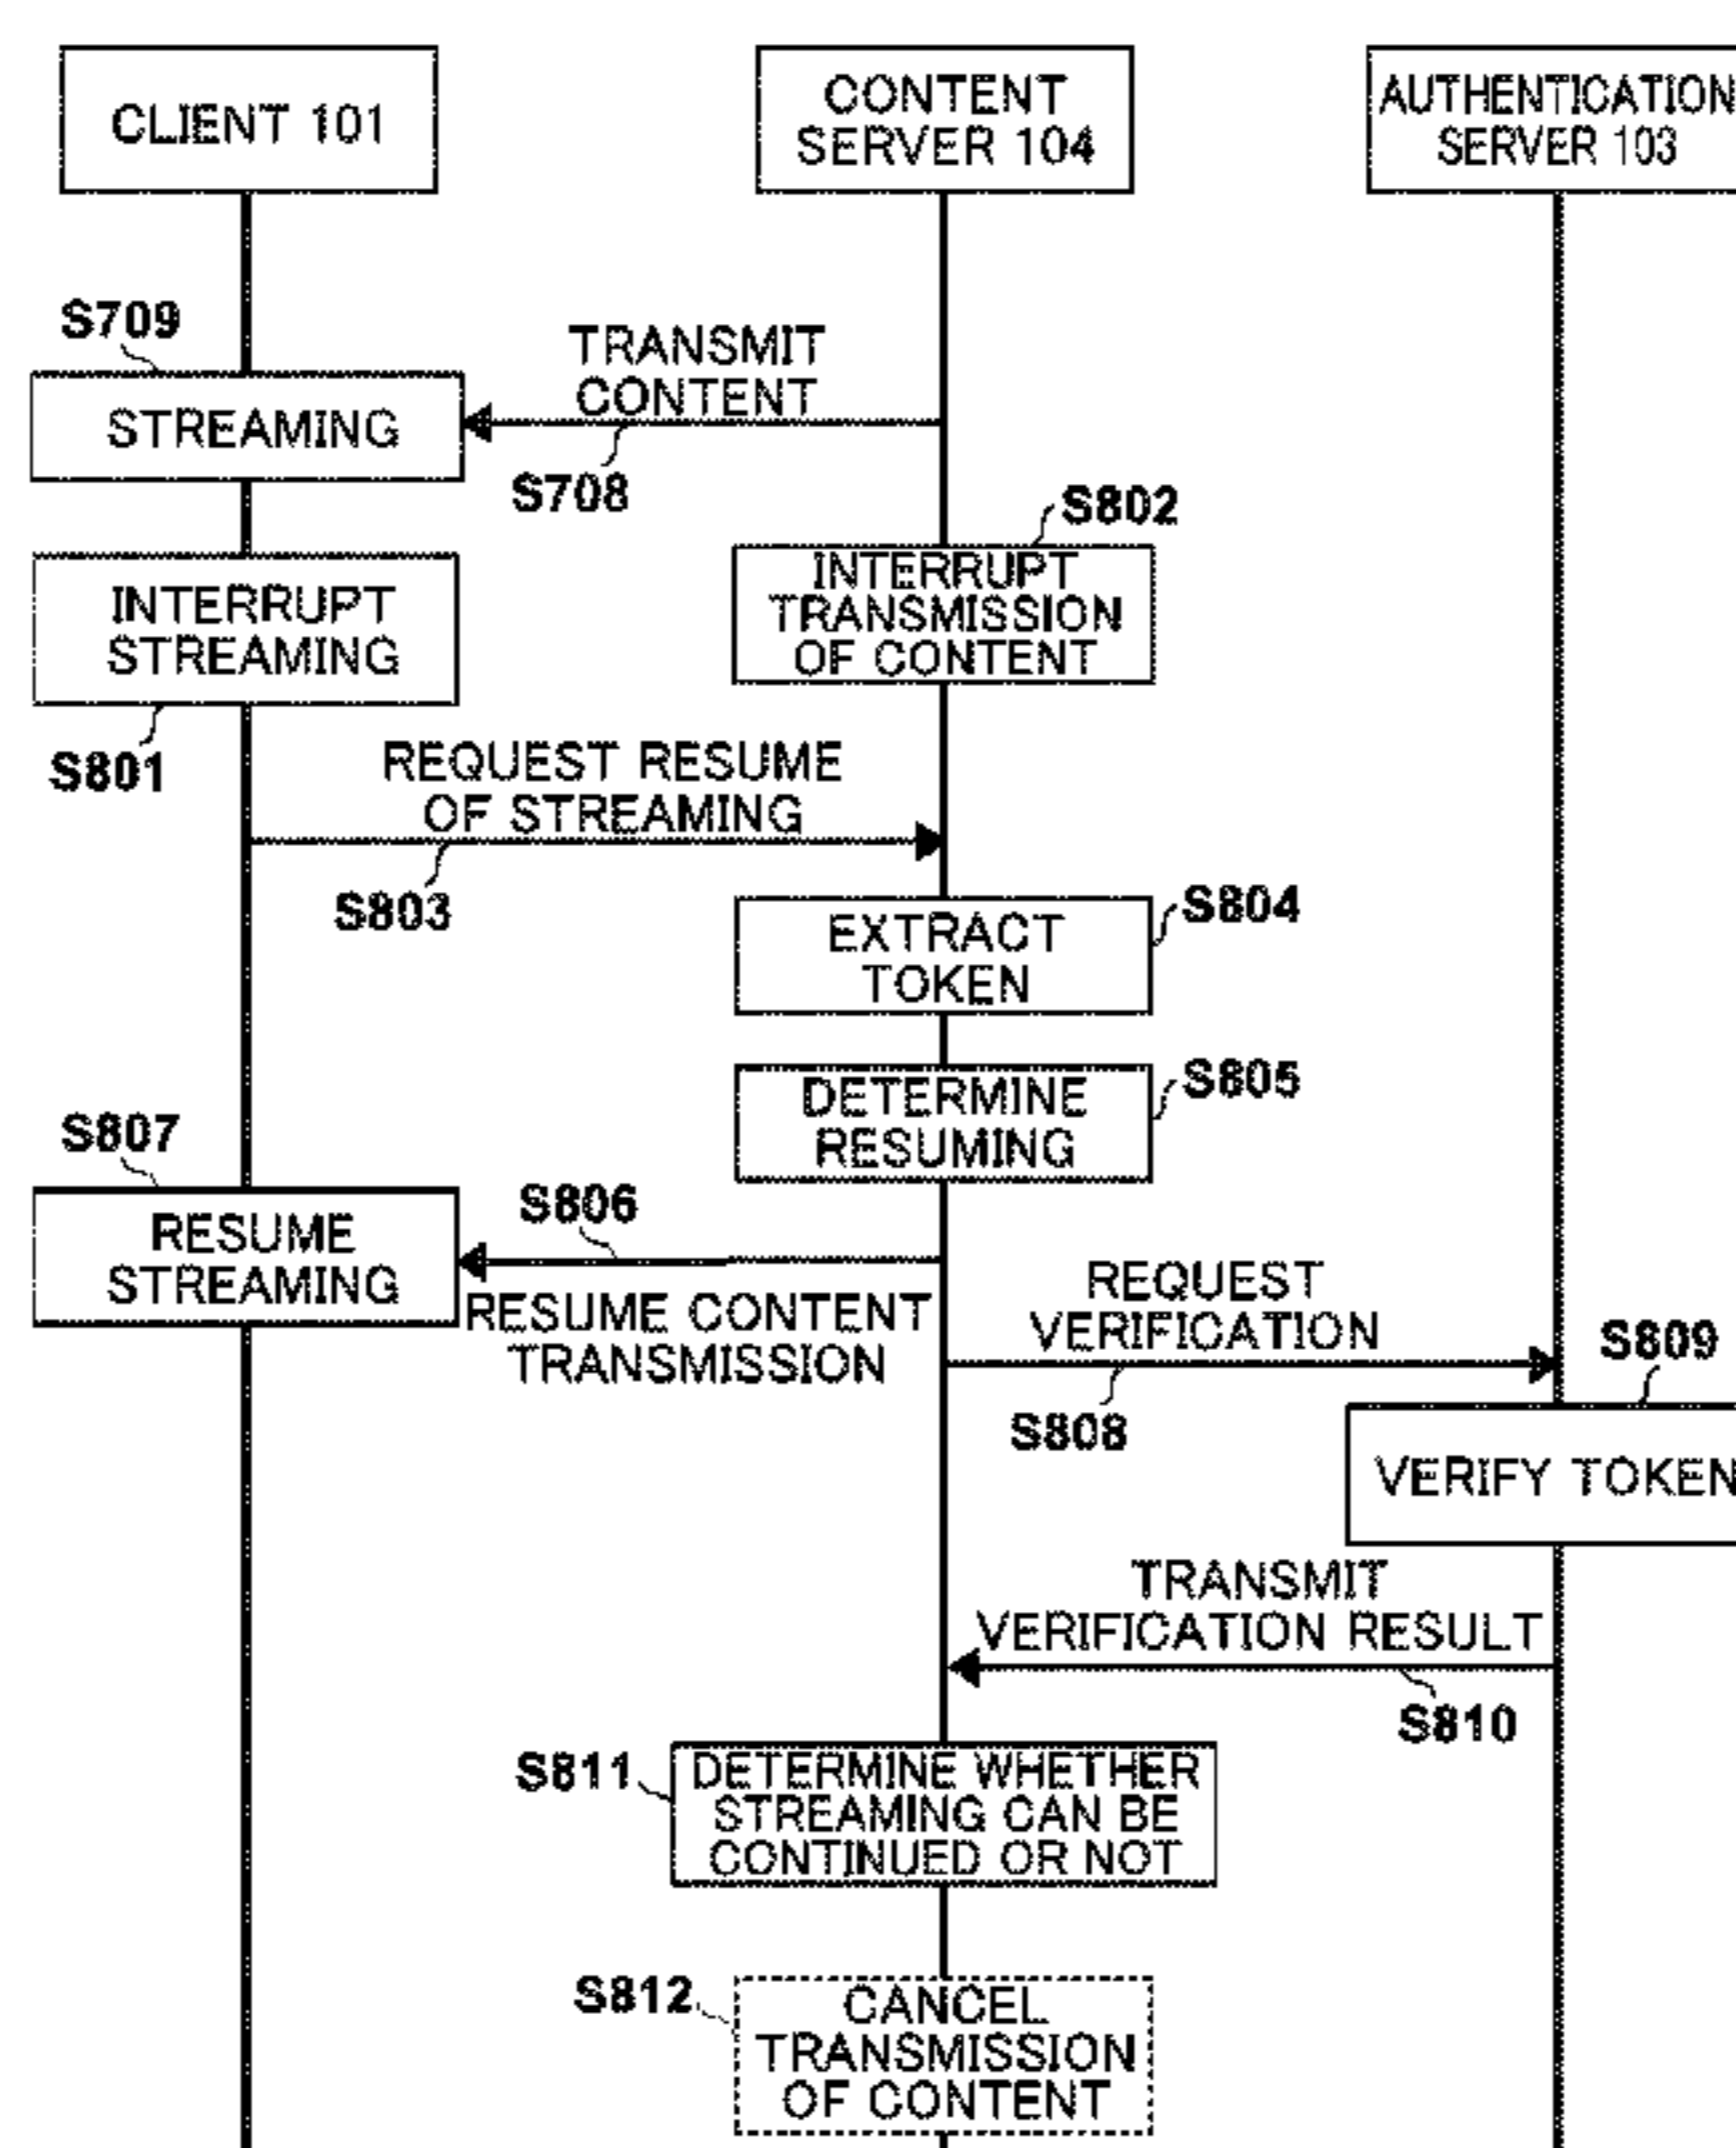 CLIENT 101
CONTENT
SERVER 104
AUTHENTICATION
SERVER 103
S709
STREAMING
TRANSMIT
CONTENT
S708
S802
INTERRUPT
TRANSMISSION
OF CONTENT
INTERRUPT
STREAMING
S801
REQUEST RESUME
OF STREAMING
S803
S804
EXTRACT
TOKEN
S805
DETERMINE
RESUMING
S807
RESUME
STREAMING
S806
RESUME CONTENT
TRANSMISSION
REQUEST
VERIFICATION
S808
S809
VERIFY TOKEN
TRANSMIT
VERIFICATION RESULT
S810
S811
DETERMINE WHETHER
STREAMING CAN BE
CONTINUED OR NOT
S812
CANCEL
TRANSMISSION
OF CONTENT